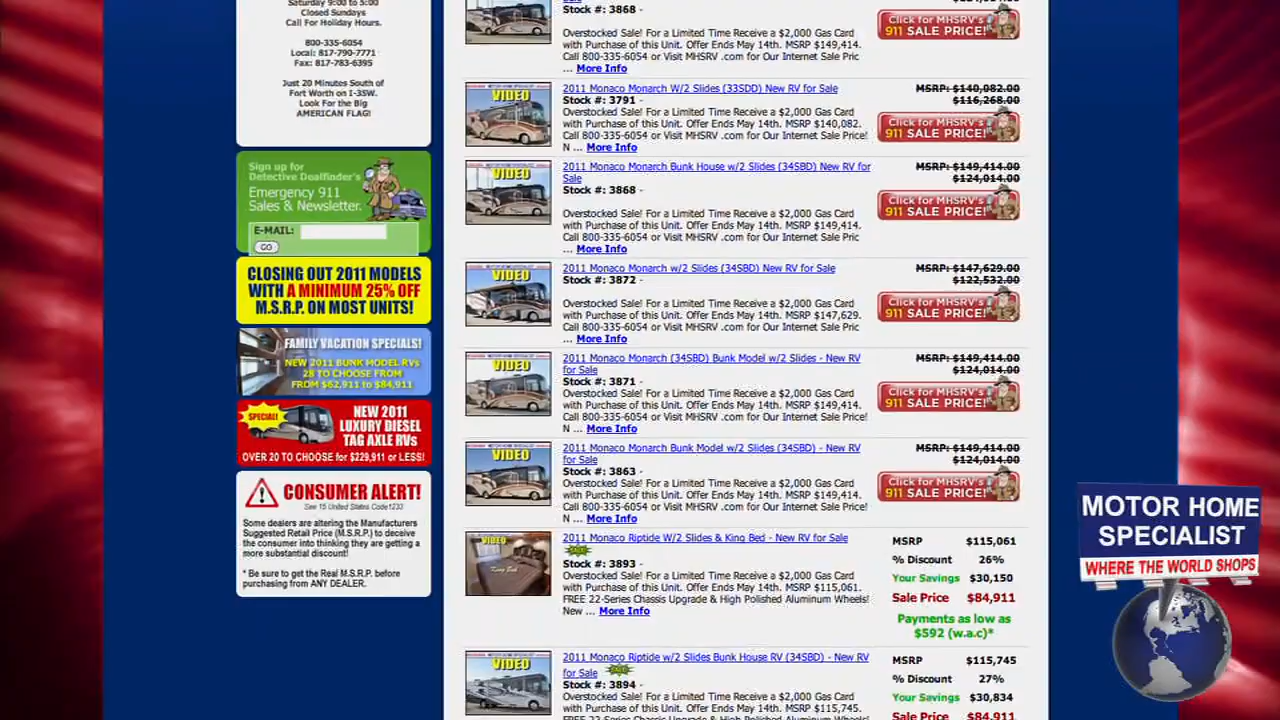 Saturday 9:00 to 5:00
Closed Sundays
Call For Holiday Hours.
800-335-6054
Local: 817-790-7771
Fax: 817-783-6395
Just 20 Minutes South of
Fort Worth on I-35W.
Look For the Big
AMERICAN FLAG!
Sign up for
Detective Dealfinder's
Emergency 911
Sales & Newsletter.
E-MAIL:
GO
CLOSING OUT 2011 MODELS
WITH A MINIMUM 25% OFF
M.S.R.P. ON MOST UNITS!
FAMILY VACATION SPECIALS!
NEW 2011 BUNK MODEL RVs
28 TO CHOOSE FROM
FROM $62,911 to $84,911
SPECIAL!
NEW 2011
LUXURY DIESEL
TAG AXLE RVs
OVER 20 TO CHOOSE for $229,911 or LESS!
CONSUMER ALERT!
See 15 United States Code1233
Some dealers are altering the Manufacturers
Suggested Retail Price (M.S.R.P.) to deceive
the consumer into thinking they are getting a
more substantial discount!
* Be sure to get the Real M.S.R.P. before
purchasing from ANY DEALER.
Stock #: 3868 -
Overstocked Sale! For a Limited Time Receive a $2,000 Gas Card
with Purchase of this Unit. Offer Ends May 14th. MSRP $149,414.
Call 800-335-6054 or Visit MHSRV .com for Our Internet Sale Pric
... More Info
Click for MHSRV's
911 SALE PRICE!
VIDEO
2011 Monaco Monarch W/2 Slides (33SDD) New RV for Sale
Stock #: 3791 -
Overstocked Sale! For a Limited Time Receive a $2,000 Gas Card
with Purchase of this Unit. Offer Ends May 14th. MSRP $140,082.
Call 800-335-6054 or Visit MHSRV .com for Our Internet Sale Price!
N ... More Info
MSRP: $140,082.00
$116,268.00
Click for MHSRV's
911 SALE PRICE!
VIDEO
2011 Monaco Monarch Bunk House w/2 Slides (34SBD) New RV for
Sale
Stock #: 3868 -
Overstocked Sale! For a Limited Time Receive a $2,000 Gas Card
with Purchase of this Unit. Offer Ends May 14th. MSRP $149,414.
Call 800-335-6054 or Visit MHSRV .com for Our Internet Sale Pric
... More Info
MSRP: $149,414.00
$124,014.00
Click for MHSRV's
911 SALE PRICE!
VIDEO
2011 Monaco Monarch w/2 Slides (34SBD) New RV for Sale
Stock #: 3872 -
Overstocked Sale! For a Limited Time Receive a $2,000 Gas Card
with Purchase of this Unit. Offer Ends May 14th. MSRP $147,629.
Call 800-335-6054 or Visit MHSRV .com for Our Internet Sale Pric
... More Info
MSRP: $147,629.00
$122,532.00
Click for MHSRV's
911 SALE PRICE!
VIDEO
2011 Monaco Monarch (34SBD) Bunk Model w/2 Slides - New RV
for Sale
Stock #: 3871 -
Overstocked Sale! For a Limited Time Receive a $2,000 Gas Card
with Purchase of this Unit. Offer Ends May 14th. MSRP $149,414.
Call 800-335-6054 or Visit MHSRV .com for Our Internet Sale Price!
N ... More Info
MSRP: $149,414.00
$124,014.00
Click for MHSRV's
911 SALE PRICE!
VIDEO
2011 Monaco Monarch Bunk Model w/2 Slides (34SBD) - New RV
for Sale
Stock #: 3863 -
Overstocked Sale! For a Limited Time Receive a $2,000 Gas Card
with Purchase of this Unit. Offer Ends May 14th. MSRP $149,414.
Call 800-335-6054 or Visit MHSRV .com for Our Internet Sale Price!
N ... More Info
MSRP: $149,414.00
$124,014.00
Click for MHSRV's
911 SALE PRICE!
VIDEO
King Bed
2011 Monaco Riptide W/2 Slides & King Bed - New RV for Sale
Stock #: 3893 -
Overstocked Sale! For a Limited Time Receive a $2,000 Gas Card
with Purchase of this Unit. Offer Ends May 14th. MSRP $115,061.
FREE 22-Series Chassis Upgrade & High Polished Aluminum Wheels!
New ... More Info
MSRP $115,061
% Discount 26%
Your Savings $30,150
Sale Price $84,911
Payments as low as
$592 (w.a.c)*
VIDEO
2011 Monaco Riptide w/2 Slides Bunk House RV (34SBD) - New RV
for Sale
Stock #: 3894 -
Overstocked Sale! For a Limited Time Receive a $2,000 Gas Card
with Purchase of this Unit. Offer Ends May 14th. MSRP $115,745.
FREE 22-Series Chassis Upgrade & High Polished Aluminum Wheels!
MSRP $115,745
% Discount 27%
Your Savings $30,834
Sale Price $84,911
MOTOR HOME
SPECIALIST
WHERE THE WORLD SHOPS